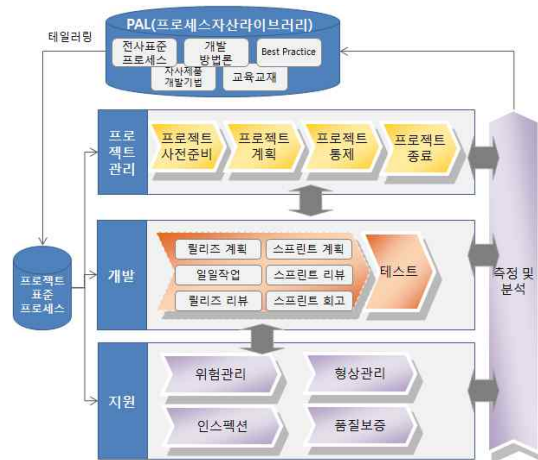 PAL(프로세스자산라이브러리)
테일러링
전사표준
프로세스
개발
방법론
Best Practice
자사제품
개발기법
교육교재
프로
젝트
관리
프로젝트
사전준비
프로젝트
계획
프로젝트
통제
프로젝트
종료
프로젝트
표준
프로세스
개발
릴리즈 계획
스프린트 계획
일일작업
스프린트 리뷰
릴리즈 리뷰
스프린트 회고
테스트
측정 및
분석
지원
위험관리
형상관리
인스펙션
품질보증